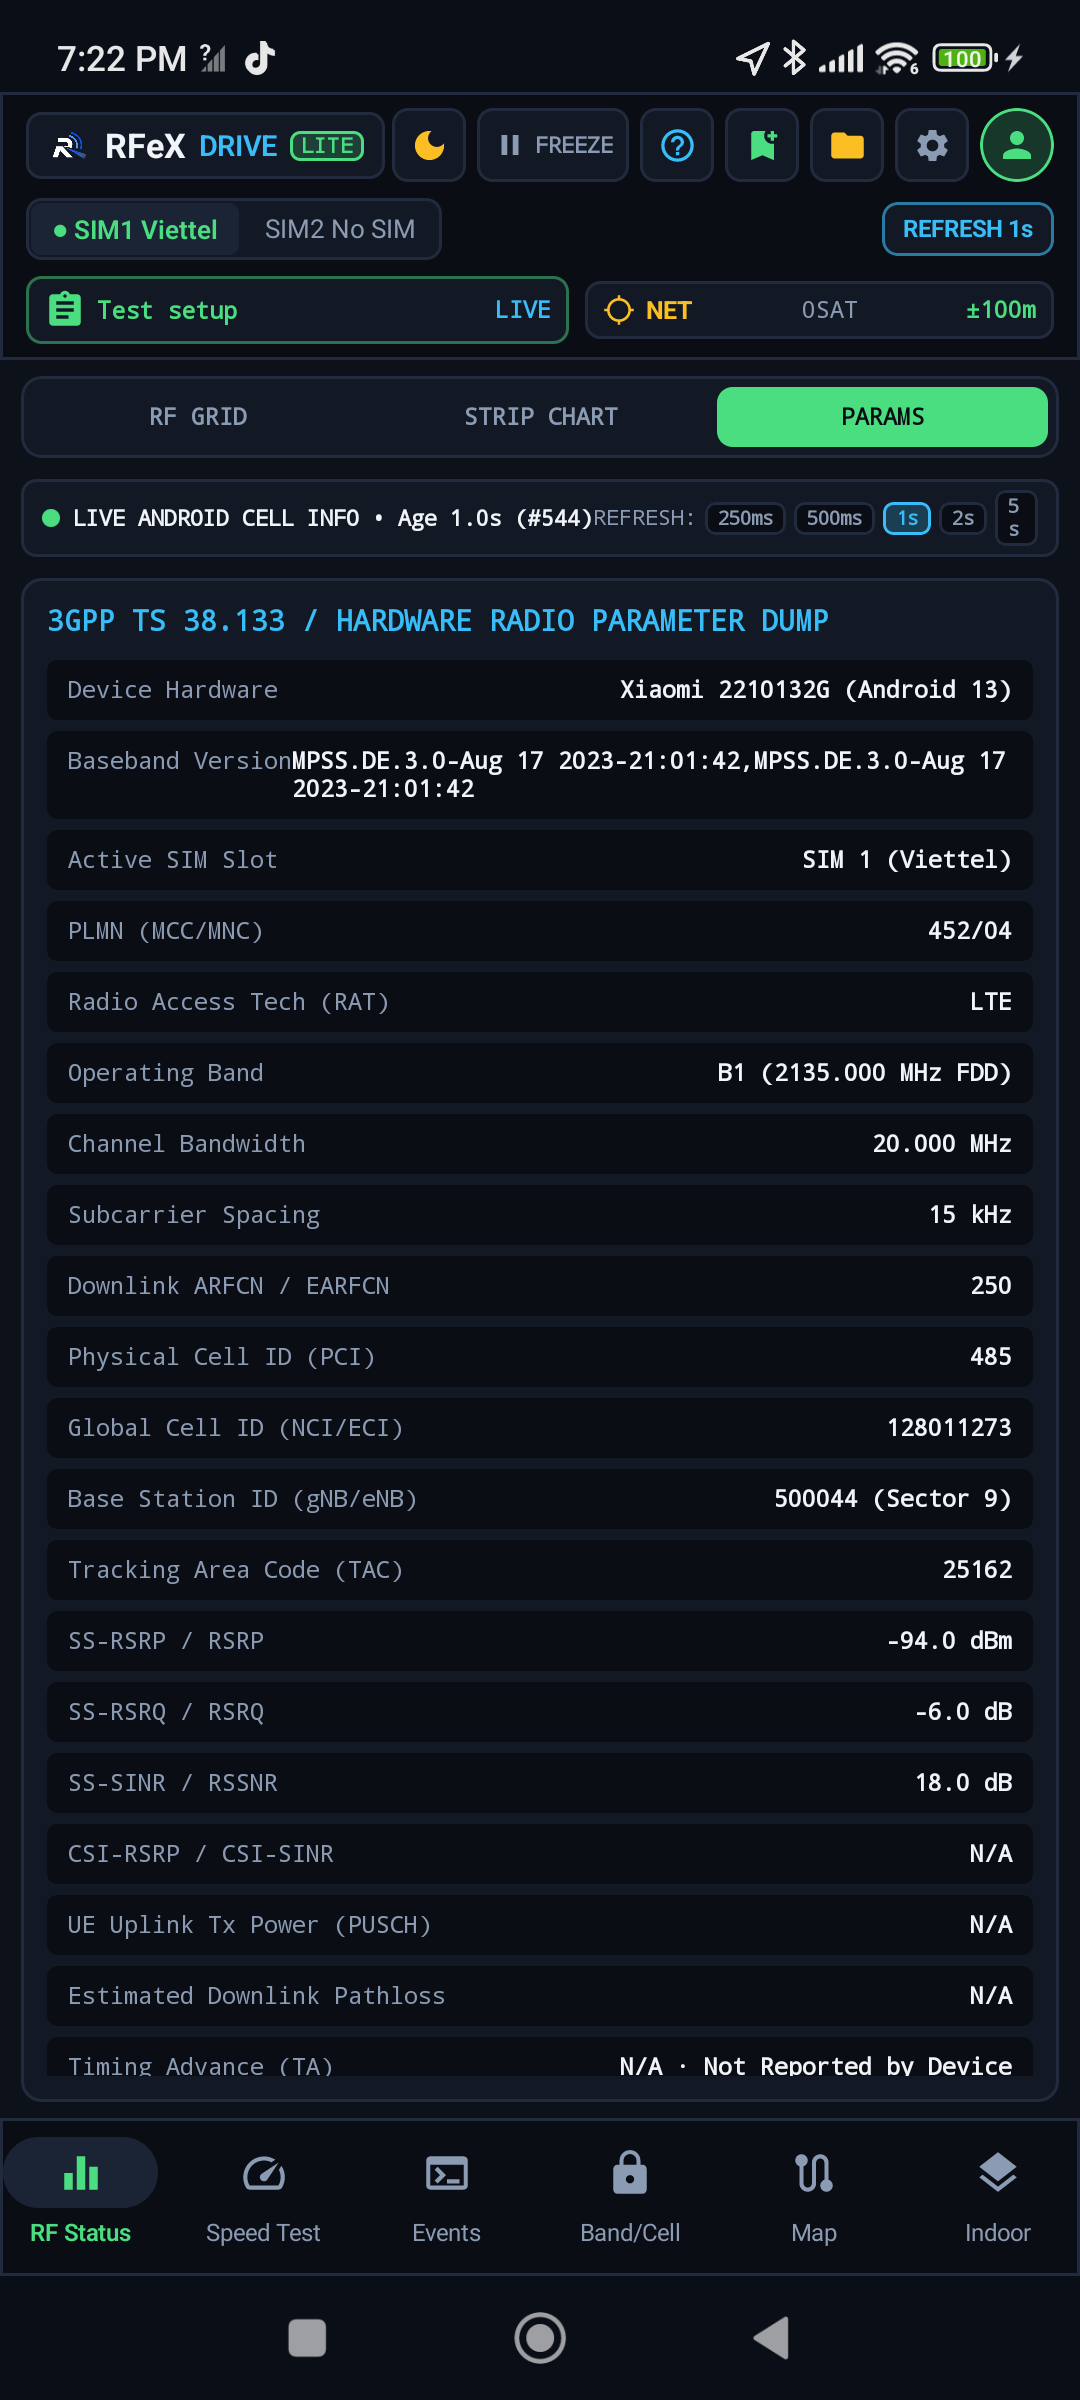 7:22 PM
?
6
100
RFeX DRIVE LITE
FREEZE
SIM1 Viettel
SIM2 No SIM
REFRESH 1s
Test setup
LIVE
NET
0SAT
±100m
RF GRID
STRIP CHART
PARAMS
LIVE ANDROID CELL INFO • Age 1.0s (#544)
REFRESH:
250ms
500ms
1s
2s
5
s
3GPP TS 38.133 / HARDWARE RADIO PARAMETER DUMP
Device Hardware
Xiaomi 2210132G (Android 13)
Baseband Version
MPSS.DE.3.0-Aug 17 2023-21:01:42,MPSS.DE.3.0-Aug 17
2023-21:01:42
Active SIM Slot
SIM 1 (Viettel)
PLMN (MCC/MNC)
452/04
Radio Access Tech (RAT)
LTE
Operating Band
B1 (2135.000 MHz FDD)
Channel Bandwidth
20.000 MHz
Subcarrier Spacing
15 kHz
Downlink ARFCN / EARFCN
250
Physical Cell ID (PCI)
485
Global Cell ID (NCI/ECI)
128011273
Base Station ID (gNB/eNB)
500044 (Sector 9)
Tracking Area Code (TAC)
25162
SS-RSRP / RSRP
-94.0 dBm
SS-RSRQ / RSRQ
-6.0 dB
SS-SINR / RSSNR
18.0 dB
CSI-RSRP / CSI-SINR
N/A
UE Uplink Tx Power (PUSCH)
N/A
Estimated Downlink Pathloss
N/A
Timing Advance (TA)
N/A · Not Reported by Device
RF Status
Speed Test
Events
Band/Cell
Map
Indoor